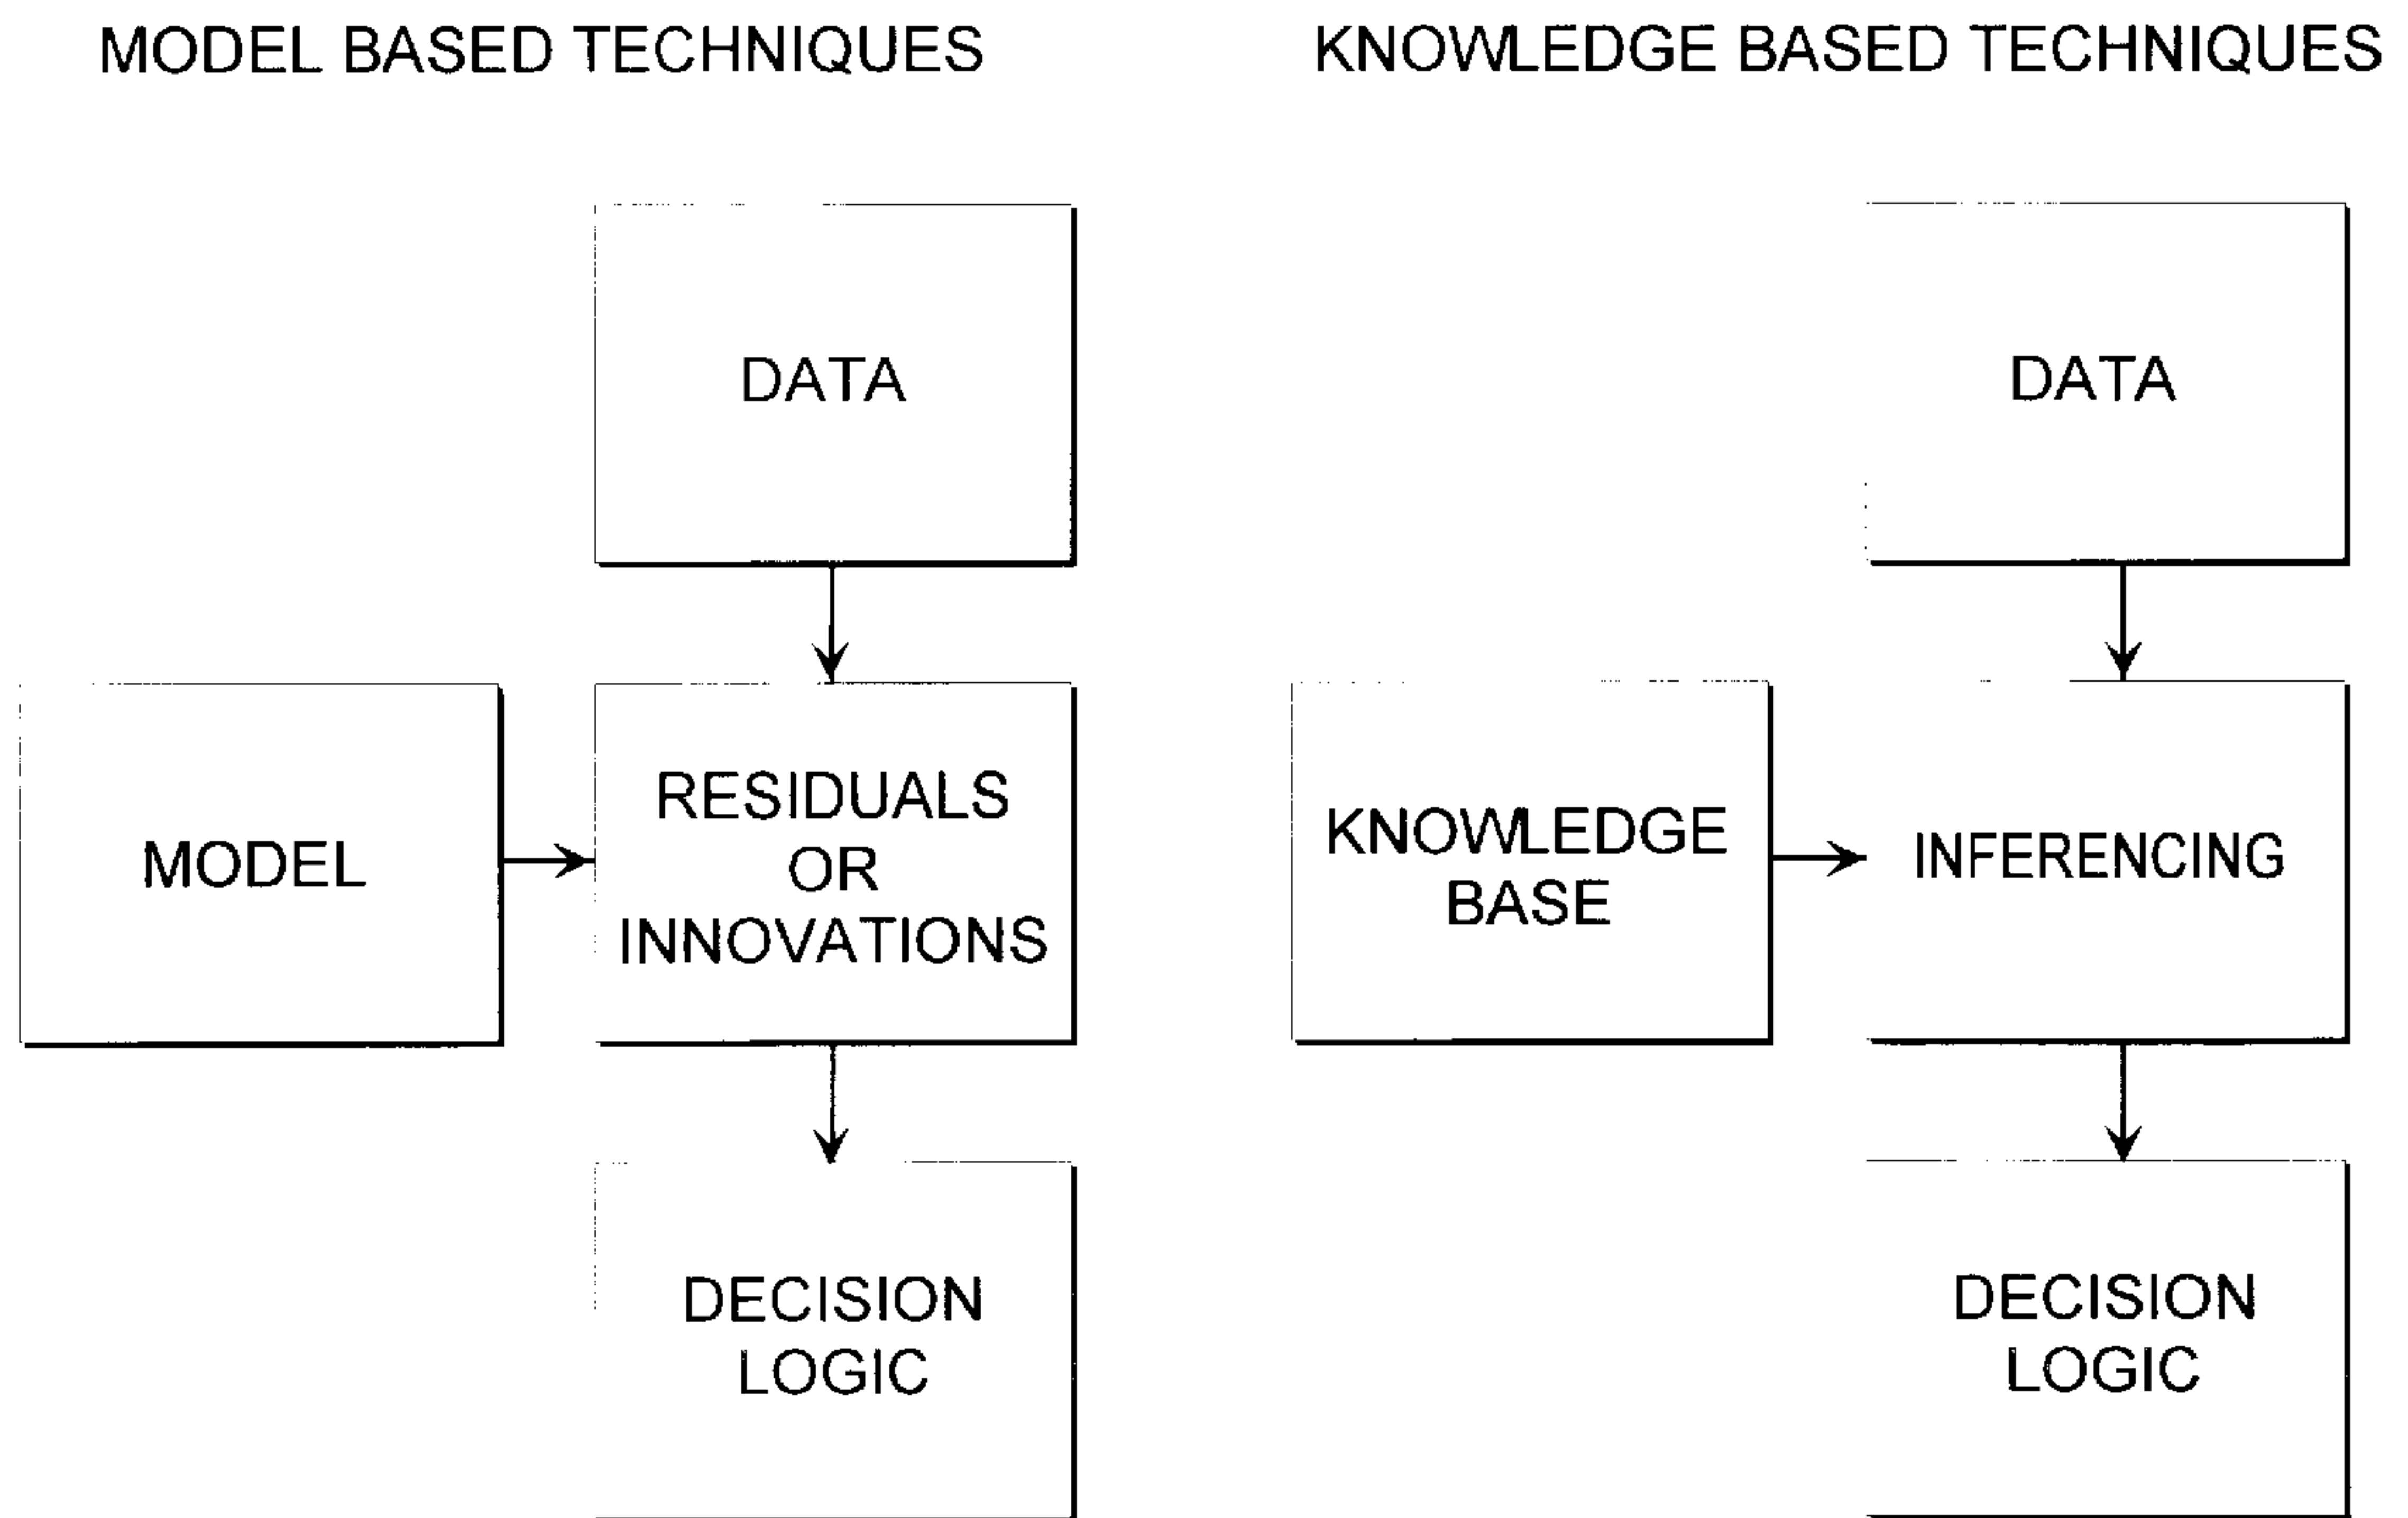 MODEL BASED TECHNIQUES
DATA
MODEL
RESIDUALS
OR
INNOVATIONS
DECISION
LOGIC
KNOWLEDGE BASED TECHNIQUES
DATA
KNOWLEDGE
BASE
INFERENCING
DECISION
LOGIC